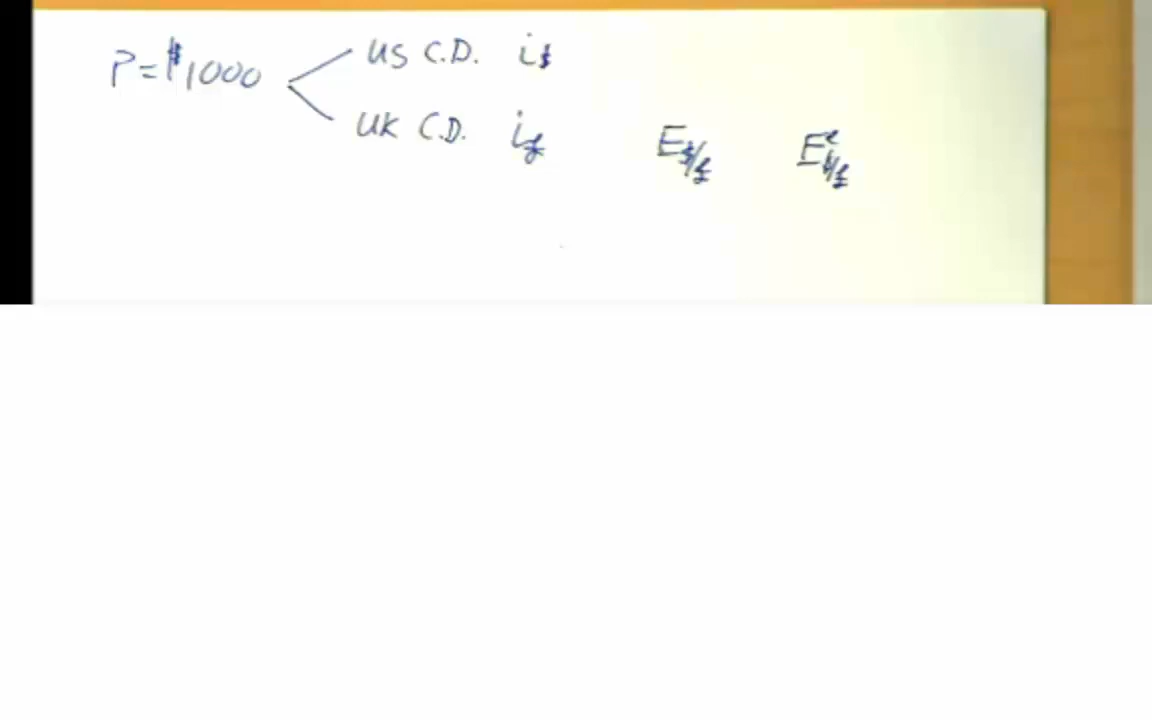 P = $1000 US C.D. i$
UK C.D. i£ E$/£ Eᵉ$/£